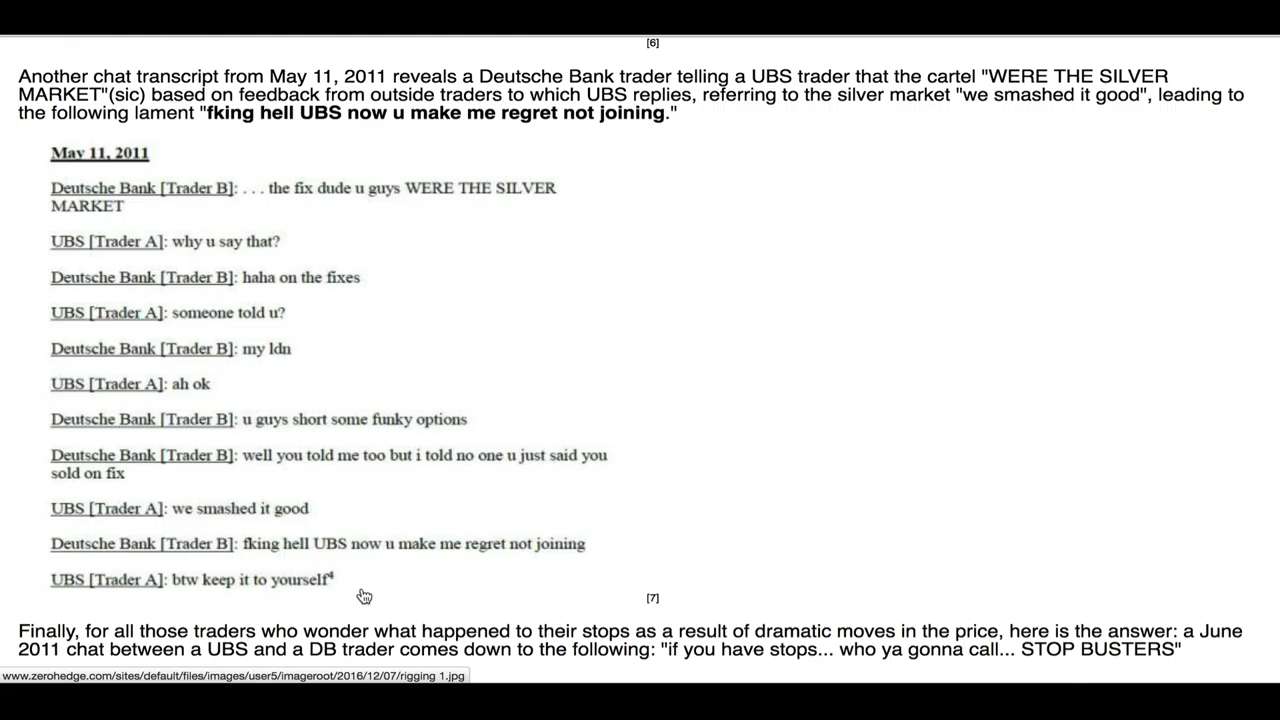 [6]
Another chat transcript from May 11, 2011 reveals a Deutsche Bank trader telling a UBS trader that the cartel "WERE THE SILVER
MARKET"(sic) based on feedback from outside traders to which UBS replies, referring to the silver market "we smashed it good", leading to
the following lament "fking hell UBS now u make me regret not joining."
May 11, 2011
Deutsche Bank [Trader B]: . . . the fix dude u guys WERE THE SILVER
MARKET
UBS [Trader A]: why u say that?
Deutsche Bank [Trader B]: haha on the fixes
UBS [Trader A]: someone told u?
Deutsche Bank [Trader B]: my ldn
UBS [Trader A]: ah ok
Deutsche Bank [Trader B]: u guys short some funky options
Deutsche Bank [Trader B]: well you told me too but i told no one u just said you
sold on fix
UBS [Trader A]: we smashed it good
Deutsche Bank [Trader B]: fking hell UBS now u make me regret not joining
UBS [Trader A]: btw keep it to yourself⁴
[7]
Finally, for all those traders who wonder what happened to their stops as a result of dramatic moves in the price, here is the answer: a June
2011 chat between a UBS and a DB trader comes down to the following: "if you have stops... who ya gonna call... STOP BUSTERS"
www.zerohedge.com/sites/default/files/images/user5/imageroot/2016/12/07/rigging 1.jpg